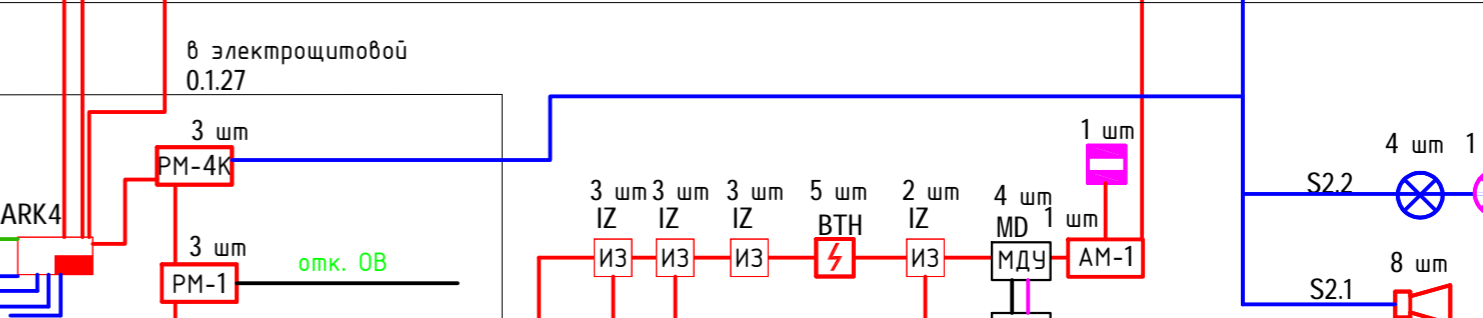 в электрощитовой
0.1.27
3 шт
РМ-4К
ARK4
3 шт
РМ-1
отк. ОВ
3 шт
IZ
ИЗ
3 шт
IZ
ИЗ
3 шт
IZ
ИЗ
5 шт
BTH
2 шт
IZ
ИЗ
4 шт
MD
МДУ
1 шт
1 шт
АМ-1
4 шт
1
S2.2
8 шт
S2.1